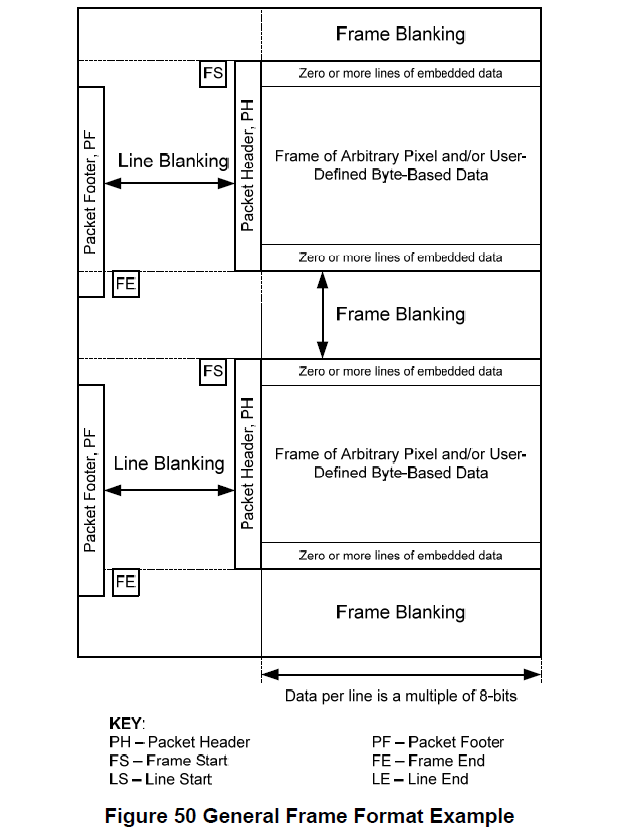 Frame Blanking
FS
Zero or more lines of embedded data
Packet Footer, PF
Line Blanking
Packet Header, PH
Frame of Arbitrary Pixel and/or User-
Defined Byte-Based Data
Zero or more lines of embedded data
FE
Frame Blanking
FS
Zero or more lines of embedded data
Packet Footer, PF
Line Blanking
Packet Header, PH
Frame of Arbitrary Pixel and/or User-
Defined Byte-Based Data
Zero or more lines of embedded data
FE
Frame Blanking
Data per line is a multiple of 8-bits
KEY:
PH – Packet Header
PF – Packet Footer
FS – Frame Start
FE – Frame End
LS – Line Start
LE – Line End
Figure 50 General Frame Format Example